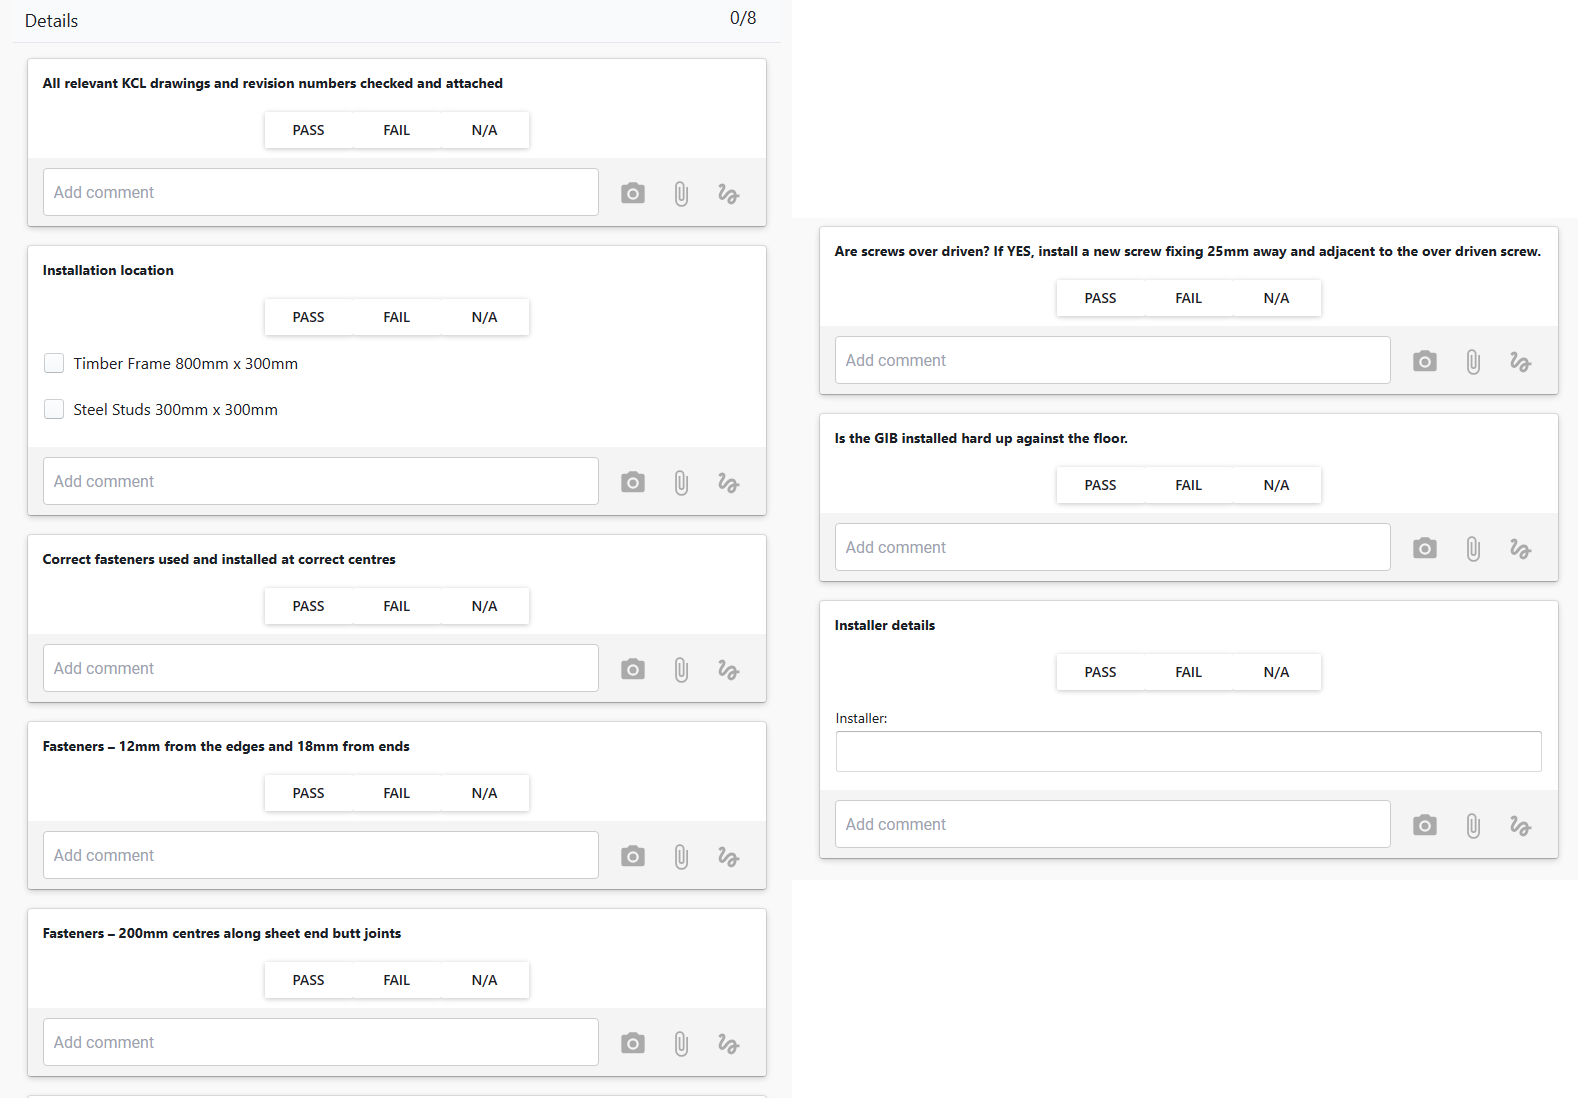 Details
0/8
All relevant KCL drawings and revision numbers checked and attached
PASS FAIL N/A
Add comment
Installation location
PASS FAIL N/A
Timber Frame 800mm x 300mm
Steel Studs 300mm x 300mm
Add comment
Correct fasteners used and installed at correct centres
PASS FAIL N/A
Add comment
Fasteners – 12mm from the edges and 18mm from ends
PASS FAIL N/A
Add comment
Fasteners – 200mm centres along sheet end butt joints
PASS FAIL N/A
Add comment
Are screws over driven? If YES, install a new screw fixing 25mm away and adjacent to the over driven screw.
PASS FAIL N/A
Add comment
Is the GIB installed hard up against the floor.
PASS FAIL N/A
Add comment
Installer details
PASS FAIL N/A
Installer:
Add comment